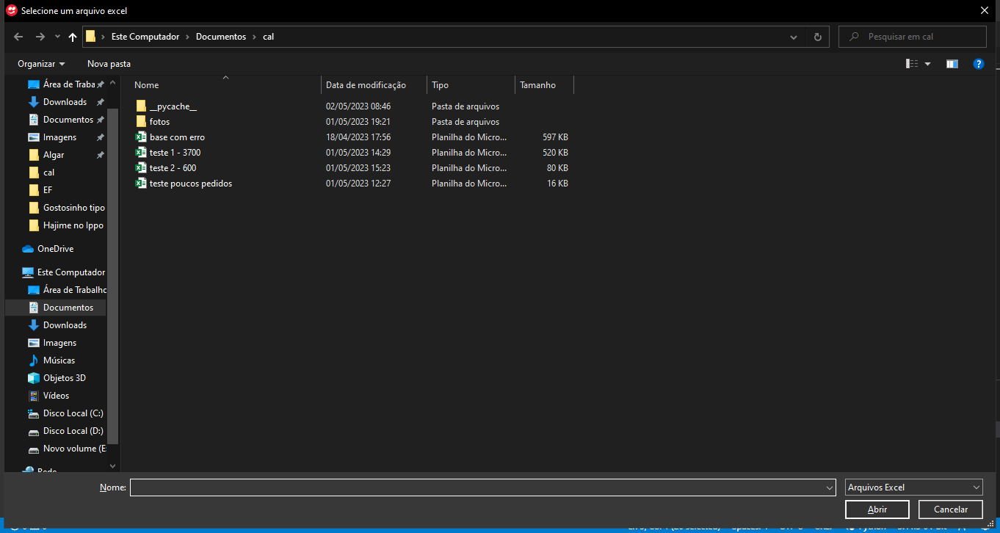 Selecione um arquivo excel
Este Computador > Documentos > cal
Pesquisar em cal
Organizar
Nova pasta
Nome
Data de modificação
Tipo
Tamanho
__pycache__ 02/05/2023 08:46 Pasta de arquivos
fotos 01/05/2023 19:21 Pasta de arquivos
base com erro 18/04/2023 17:56 Planilha do Micro... 597 KB
teste 1 - 3700 01/05/2023 14:29 Planilha do Micro... 520 KB
teste 2 - 600 01/05/2023 15:23 Planilha do Micro... 80 KB
teste poucos pedidos 01/05/2023 12:27 Planilha do Micro... 16 KB
Área de Traba
Downloads
Documentos
Imagens
Algar
cal
EF
Gostosinho tipo
Hajime no Ippo
OneDrive
Este Computador
Área de Trabalho
Documentos
Downloads
Imagens
Músicas
Objetos 3D
Vídeos
Disco Local (C:)
Disco Local (D:)
Novo volume (E:
Rede
Nome:
Arquivos Excel
Abrir
Cancelar